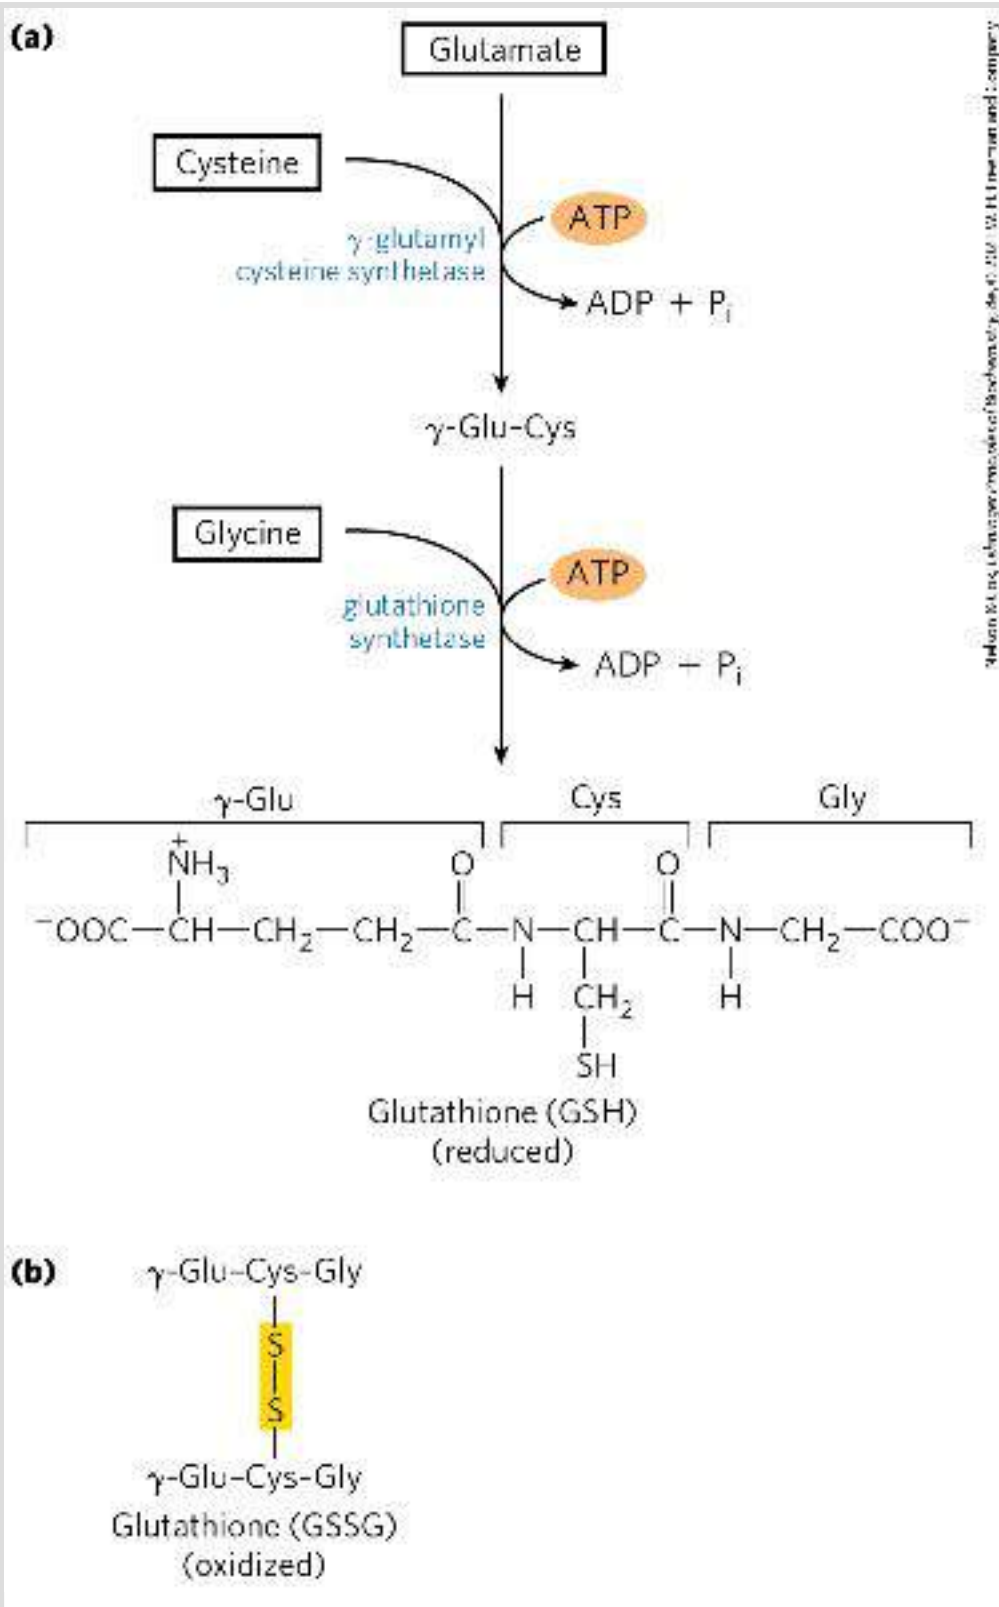 (a)
Glutamate
Cysteine
ATP
γ-glutamyl
cysteine synthetase
ADP + Pi
γ-Glu–Cys
Glycine
ATP
glutathione
synthetase
ADP + Pi
γ-Glu Cys Gly
+
NH3 O O
−OOC—CH—CH2—CH2—C—N—CH—C—N—CH2—COO−
H CH2 H
SH
Glutathione (GSH)
(reduced)
(b)
γ-Glu–Cys–Gly
S
S
γ-Glu–Cys–Gly
Glutathione (GSSG)
(oxidized)